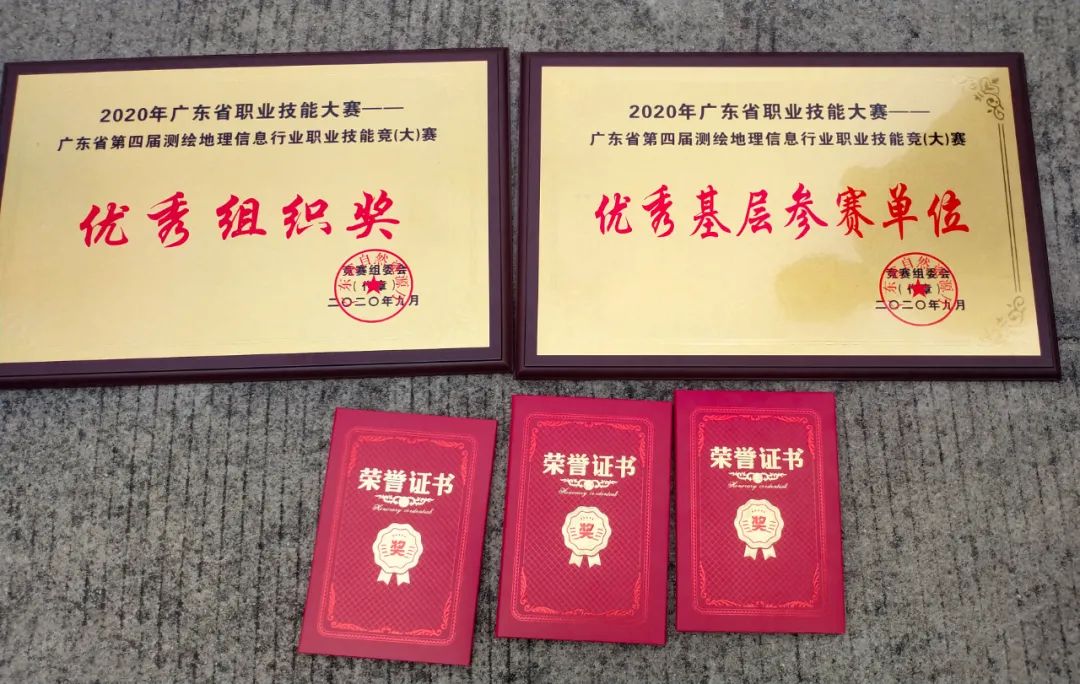 2020年广东省职业技能大赛——
广东省第四届测绘地理信息行业职业技能竞(大)赛
优秀组织奖
竞赛组委会
(代章)
二〇二〇年九月
2020年广东省职业技能大赛——
广东省第四届测绘地理信息行业职业技能竞(大)赛
优秀基层参赛单位
竞赛组委会
(代章)
二〇二〇年九月
荣誉证书
Honorary credential
奖
荣誉证书
Honorary credential
奖
荣誉证书
Honorary credential
奖